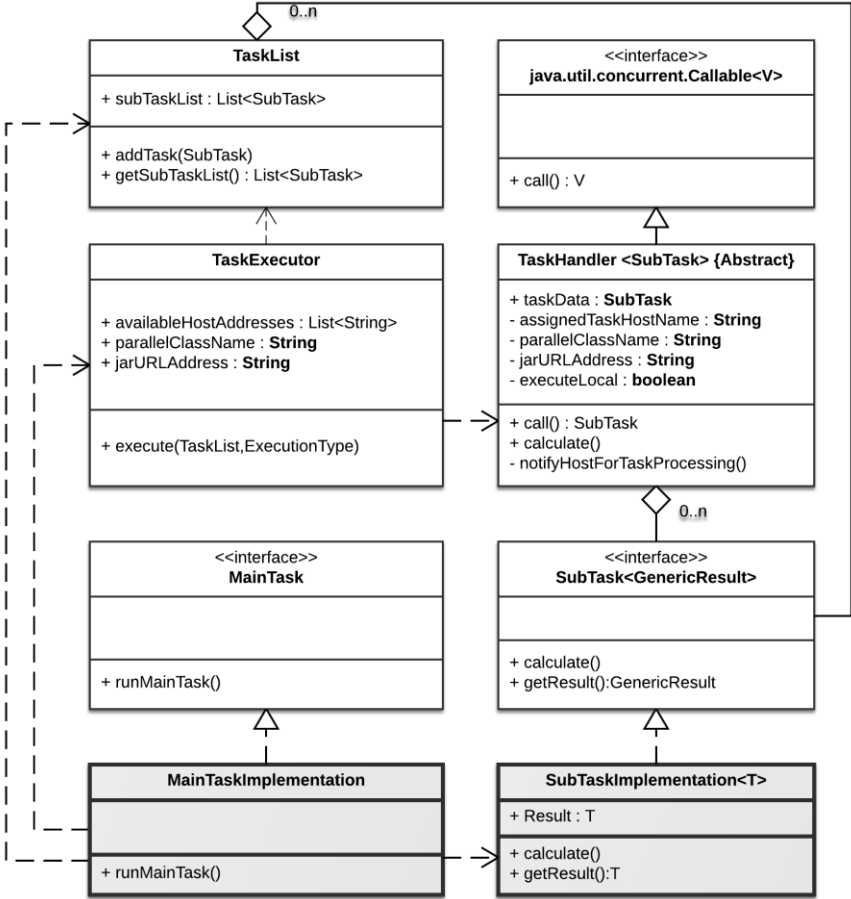 0..n
TaskList
+ subTaskList : List<SubTask>
+ addTask(SubTask)
+ getSubTaskList() : List<SubTask>
<<interface>>
java.util.concurrent.Callable<V>
+ call() : V
TaskExecutor
+ availableHostAddresses : List<String>
+ parallelClassName : String
+ jarURLAddress : String
+ execute(TaskList,ExecutionType)
TaskHandler <SubTask> {Abstract}
+ taskData : SubTask
- assignedTaskHostName : String
- parallelClassName : String
- jarURLAddress : String
- executeLocal : boolean
+ call() : SubTask
+ calculate()
- notifyHostForTaskProcessing()
0..n
<<interface>>
MainTask
+ runMainTask()
<<interface>>
SubTask<GenericResult>
+ calculate()
+ getResult():GenericResult
MainTaskImplementation
+ runMainTask()
SubTaskImplementation<T>
+ Result : T
+ calculate()
+ getResult():T